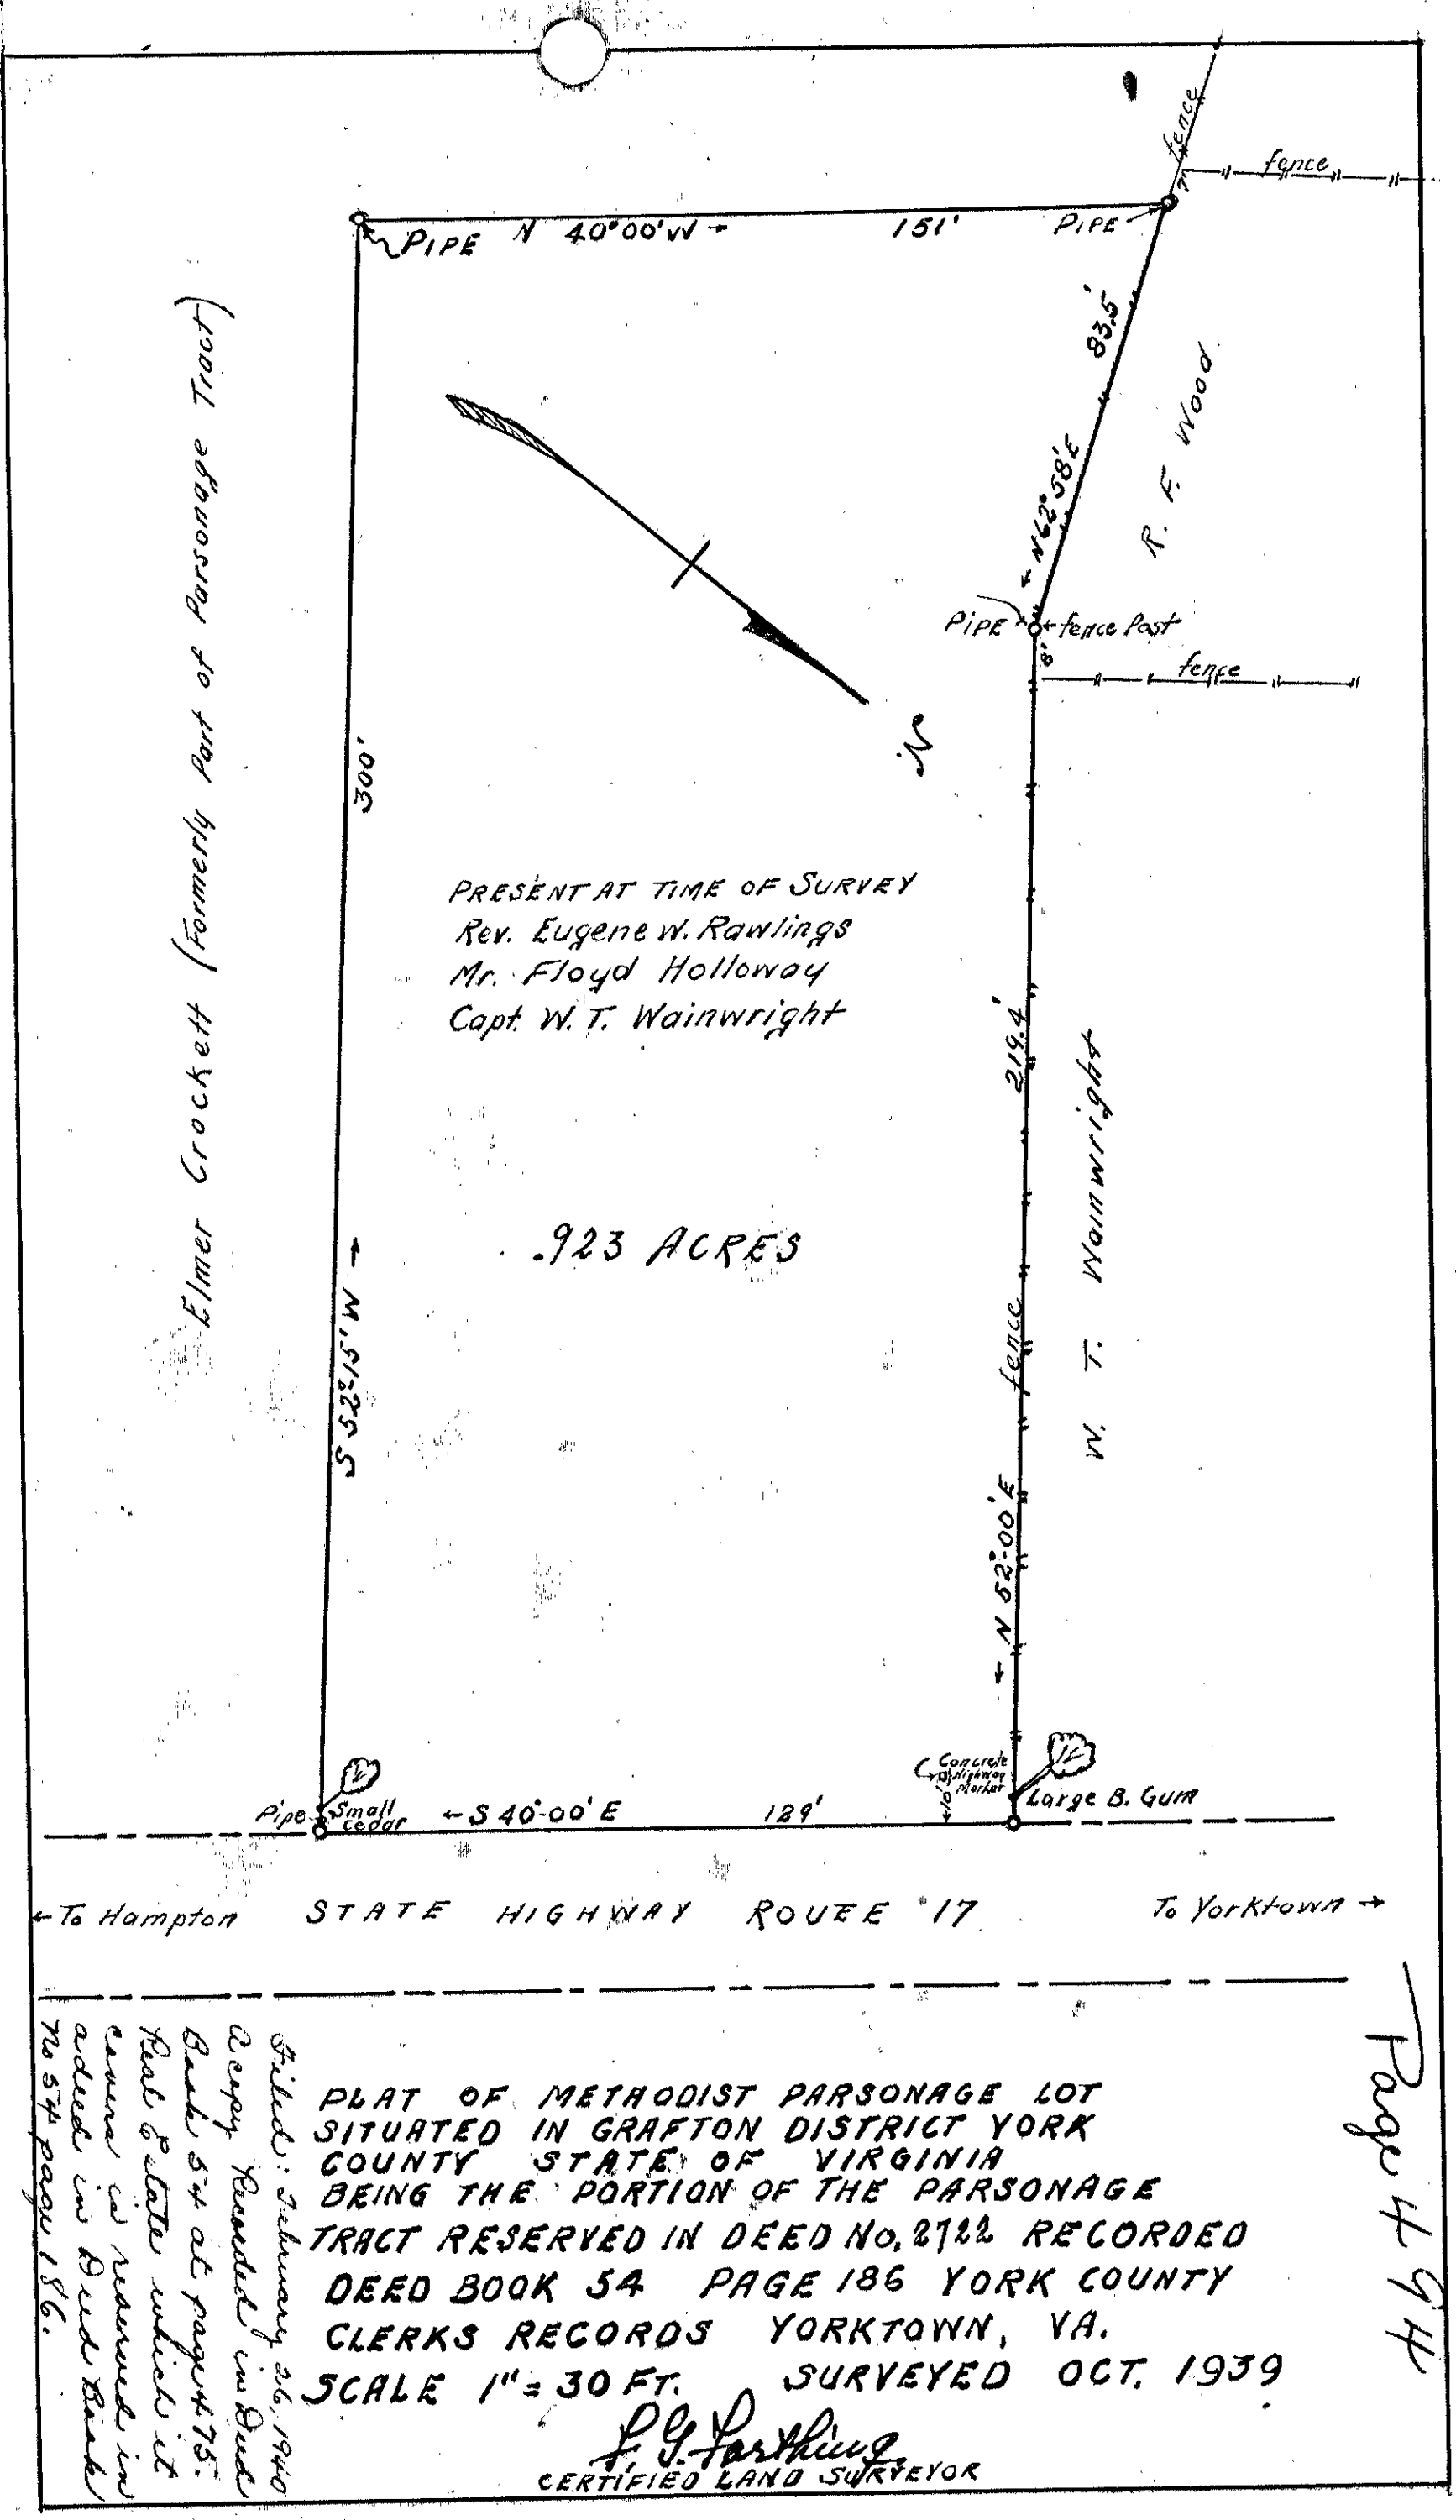 fence
fence
PIPE N 40°00'W → 151' PIPE
7'
83.5'
N 62°58'E
R. F. Wood
PIPE
fence Post
8'
fence
N
Elmer Crockett (Formerly Part of Parsonage Tract)
300'
S 52°-15' W →
PRESENT AT TIME OF SURVEY
Rev. Eugene W. Rawlings
Mr. Floyd Holloway
Capt. W. T. Wainwright
.923 ACRES
219.4'
fence
← N 52°-00'E
W. T. Wainwright
Concrete
Highway
Marker
10'
Large B. Gum
Pipe
Small
cedar
← S 40°-00' E 129'
← To Hampton STATE HIGHWAY ROUTE #17 To Yorktown →
PLAT OF METHODIST PARSONAGE LOT
SITUATED IN GRAFTON DISTRICT YORK
COUNTY STATE OF VIRGINIA
BEING THE PORTION OF THE PARSONAGE
TRACT RESERVED IN DEED No. 2722 RECORDED
DEED BOOK 54 PAGE 186 YORK COUNTY
CLERKS RECORDS YORKTOWN, VA.
SCALE 1" = 30 FT. SURVEYED OCT. 1939
F. G. Farthing
CERTIFIED LAND SURVEYOR
Filed: February 26, 1940
A copy Recorded in Deed
Book 54 at page 475.
Real Estate which it
covers is reserved in
a deed in Deed Book
No 54 page 186.
Page 494